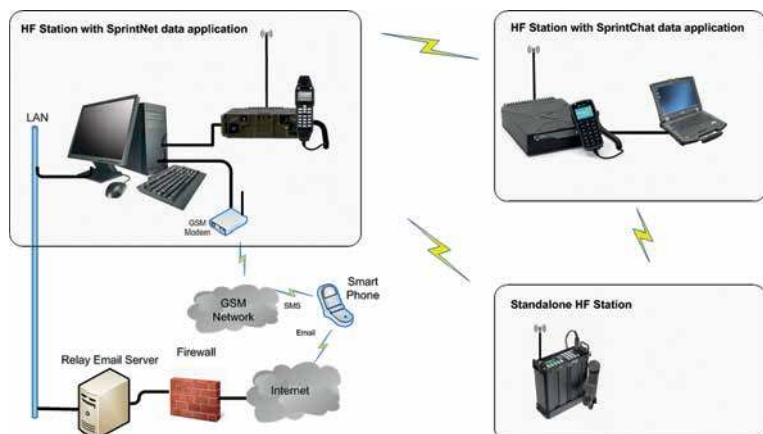 HF Station with SprintNet data application
HF Station with SprintChat data application
LAN
GSM
Modem
Smart
Phone
GSM
Network
SMS
Email
Standalone HF Station
Relay Email Server
Firewall
Internet